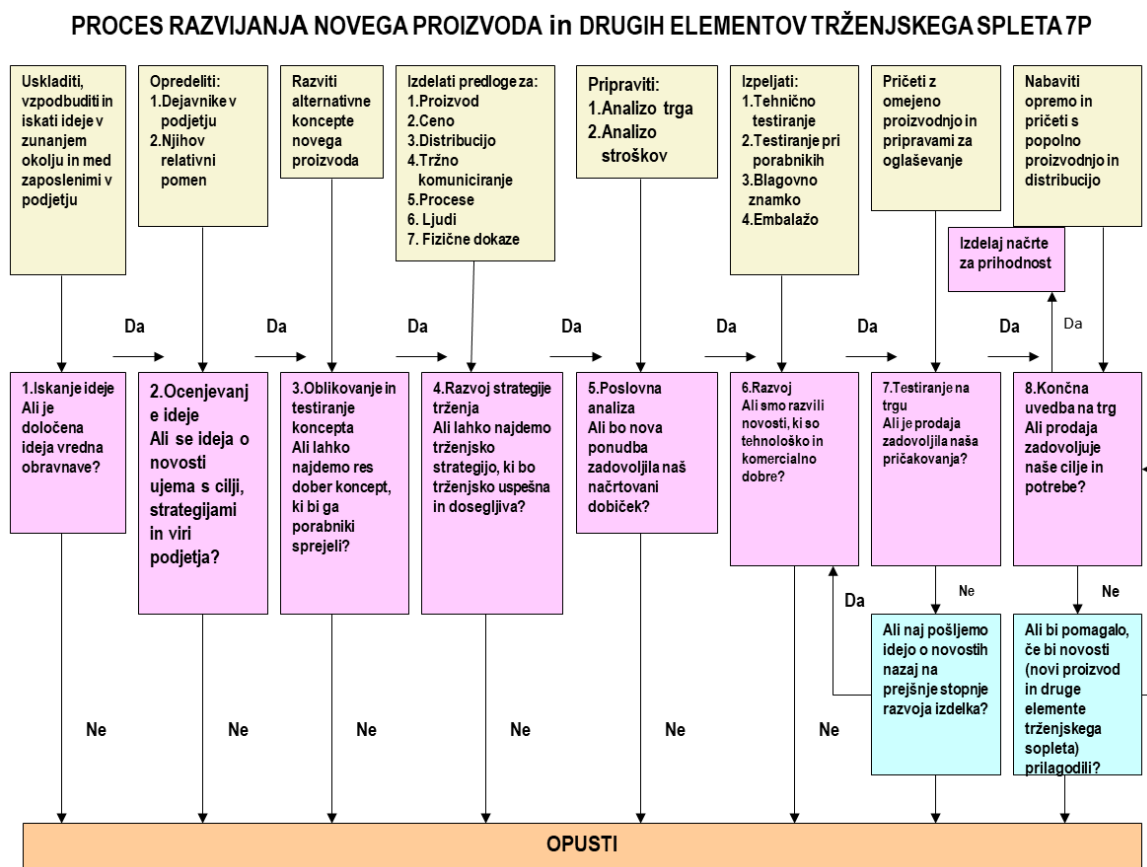 PROCES RAZVIJANJA NOVEGA PROIZVODA in DRUGIH ELEMENTOV TRŽENJSKEGA SPLETA 7P
Uskladiti,
vzpodbuditi in
iskati ideje v
zunanjem
okolju in med
zaposlenimi v
podjetju
Opredeliti:
1.Dejavnike v
podjetju
2.Njihov
relativni
pomen
Razviti
alternativne
koncepte
novega
proizvoda
Izdelati predloge za:
1.Proizvod
2.Ceno
3.Distribucijo
4.Tržno
komuniciranje
5.Procese
6. Ljudi
7. Fizične dokaze
Pripraviti:
1.Analizo trga
2.Analizo
stroškov
Izpeljati:
1.Tehnično
testiranje
2.Testiranje pri
porabnikih
3.Blagovno
znamko
4.Embalažo
Pričeti z
omejeno
proizvodnjo in
pripravami za
oglaševanje
Nabaviti
opremo in
pričeti s
popolno
proizvodnjo in
distribucijo
Izdelaj načrte
za prihodnost
Da
Da
Da
Da
Da
Da
Da
Da
1.Iskanje ideje
Ali je
določena
ideja vredna
obravnave?
2.Ocenjevanj
e ideje
Ali se ideja o
novosti
ujema s cilji,
strategijami
in viri
podjetja?
3.Oblikovanje in
testiranje
koncepta
Ali lahko
najdemo res
dober koncept,
ki bi ga
porabniki
sprejeli?
4.Razvoj strategije
trženja
Ali lahko najdemo
trženjsko
strategijo, ki bo
trženjsko uspešna
in dosegljiva?
5.Poslovna
analiza
Ali bo nova
ponudba
zadovoljila naš
načrtovani
dobiček?
6.Razvoj
Ali smo razvili
novosti, ki so
tehnološko in
komercialno
dobre?
7.Testiranje na
trgu
Ali je prodaja
zadovoljila naša
pričakovanja?
8.Končna
uvedba na trg
Ali prodaja
zadovoljuje
naše cilje in
potrebe?
Da
Ne
Ne
Ali naj pošljemo
idejo o novostih
nazaj na
prejšnje stopnje
razvoja izdelka?
Ali bi pomagalo,
če bi novosti
(novi proizvod
in druge
elemente
trženjskega
sopleta)
prilagodili?
Ne
Ne
Ne
Ne
Ne
Ne
OPUSTI